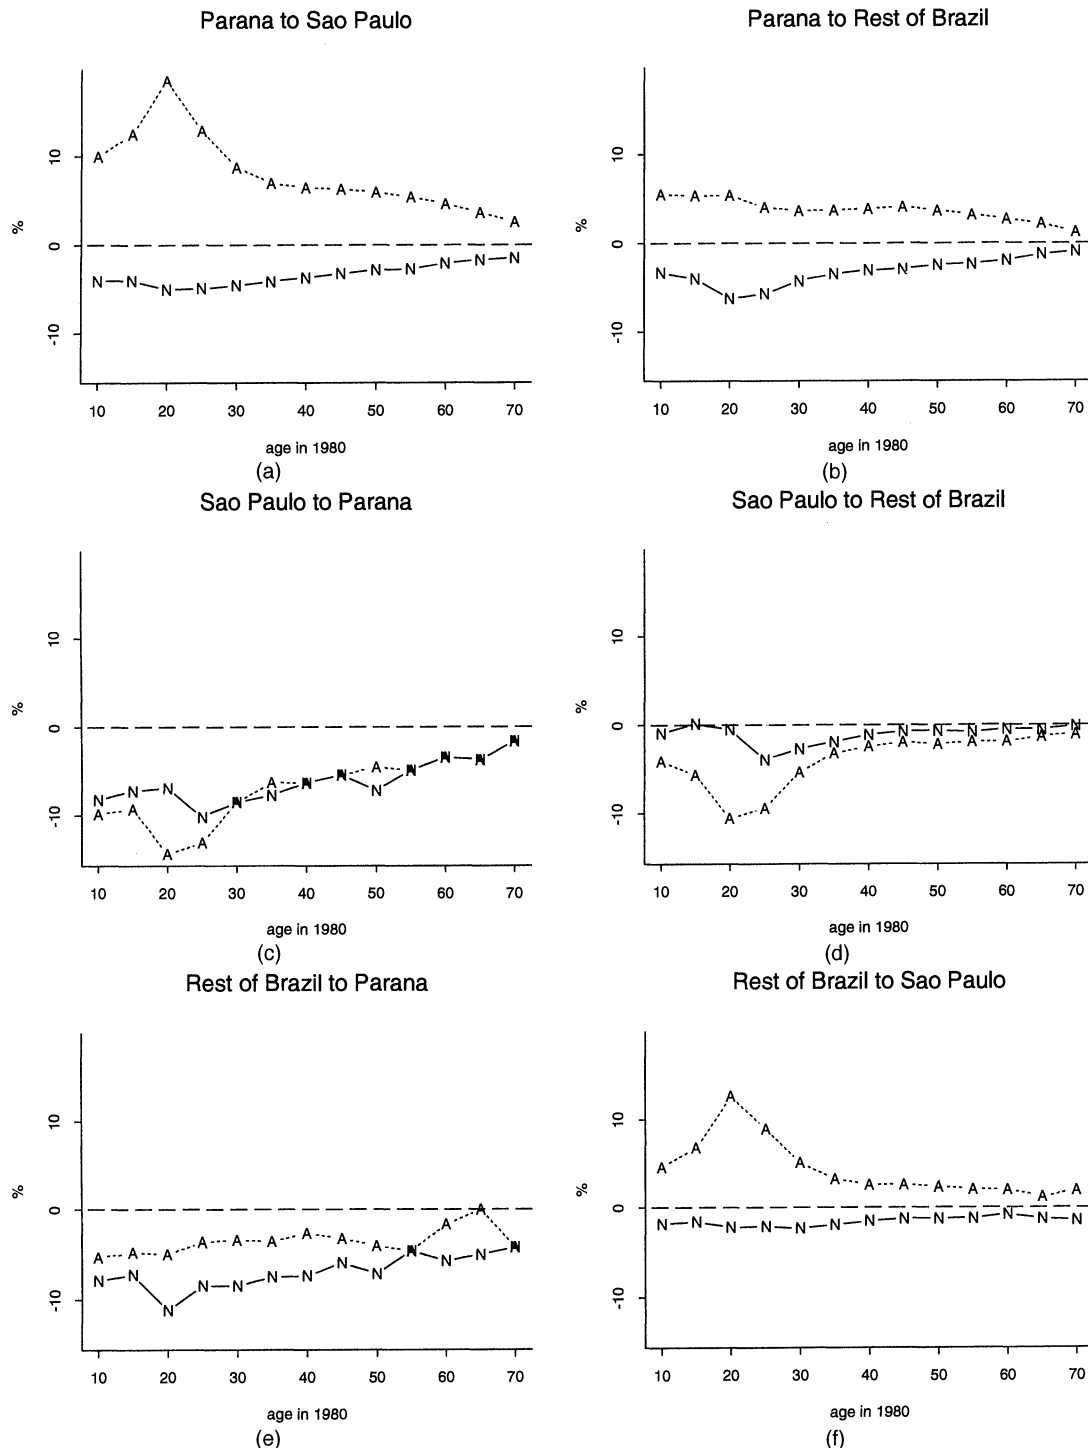 Parana to Sao Paulo
%
10
0
-10
A A A A A A A A A A A A A
N N N N N N N N N N N N N
10 20 30 40 50 60 70
age in 1980
(a)
Parana to Rest of Brazil
%
10
0
-10
A A A A A A A A A A A A A
N N N N N N N N N N N N N
10 20 30 40 50 60 70
age in 1980
(b)
Sao Paulo to Parana
%
10
0
-10
N N N N N N N N N N N N N
A A A A A A A A A A A A A
10 20 30 40 50 60 70
age in 1980
(c)
Sao Paulo to Rest of Brazil
%
10
0
-10
N N N N N N N N N N N N N
A A A A A A A A A A A A A
10 20 30 40 50 60 70
age in 1980
(d)
Rest of Brazil to Parana
%
10
0
-10
A A A A A A A A A A A A A
N N N N N N N N N N N N N
10 20 30 40 50 60 70
age in 1980
(e)
Rest of Brazil to Sao Paulo
%
10
0
-10
A A A A A A A A A A A A A
N N N N N N N N N N N N N
10 20 30 40 50 60 70
age in 1980
(f)